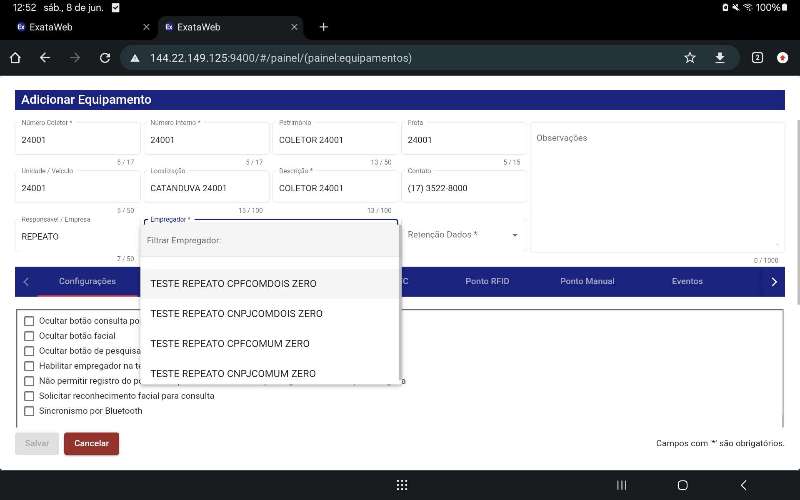 12:52 sáb., 8 de jun. 100%
ExataWeb ExataWeb
144.22.149.125:9400/#/painel/(painel:equipamentos) 2
Adicionar Equipamento
Número Coletor * Número Interno * Patrimônio Frota
24001 24001 COLETOR 24001 24001 Observações
5 / 17 5 / 17 13 / 50 5 / 15
Unidade / Veículo Localização Descrição * Contato
24001 CATANDUVA 24001 COLETOR 24001 (17) 3522-8000
5 / 50 15 / 100 13 / 100
Responsavel / Empresa Empregador *
REPEATO Filtrar Empregador: Retenção Dados *
7 / 50 0 / 1000
Configurações C Ponto RFID Ponto Manual Eventos
TESTE REPEATO CPFCOMDOIS ZERO
TESTE REPEATO CNPJCOMDOIS ZERO
TESTE REPEATO CPFCOMUM ZERO
TESTE REPEATO CNPJCOMUM ZERO
Ocultar botão consulta po
Ocultar botão facial
Ocultar botão de pesquisa
Habilitar empregador na te
Não permitir registro do po
Solicitar reconhecimento facial para consulta
Sincronismo por Bluetooth
Salvar Cancelar Campos com '*' são obrigatórios.